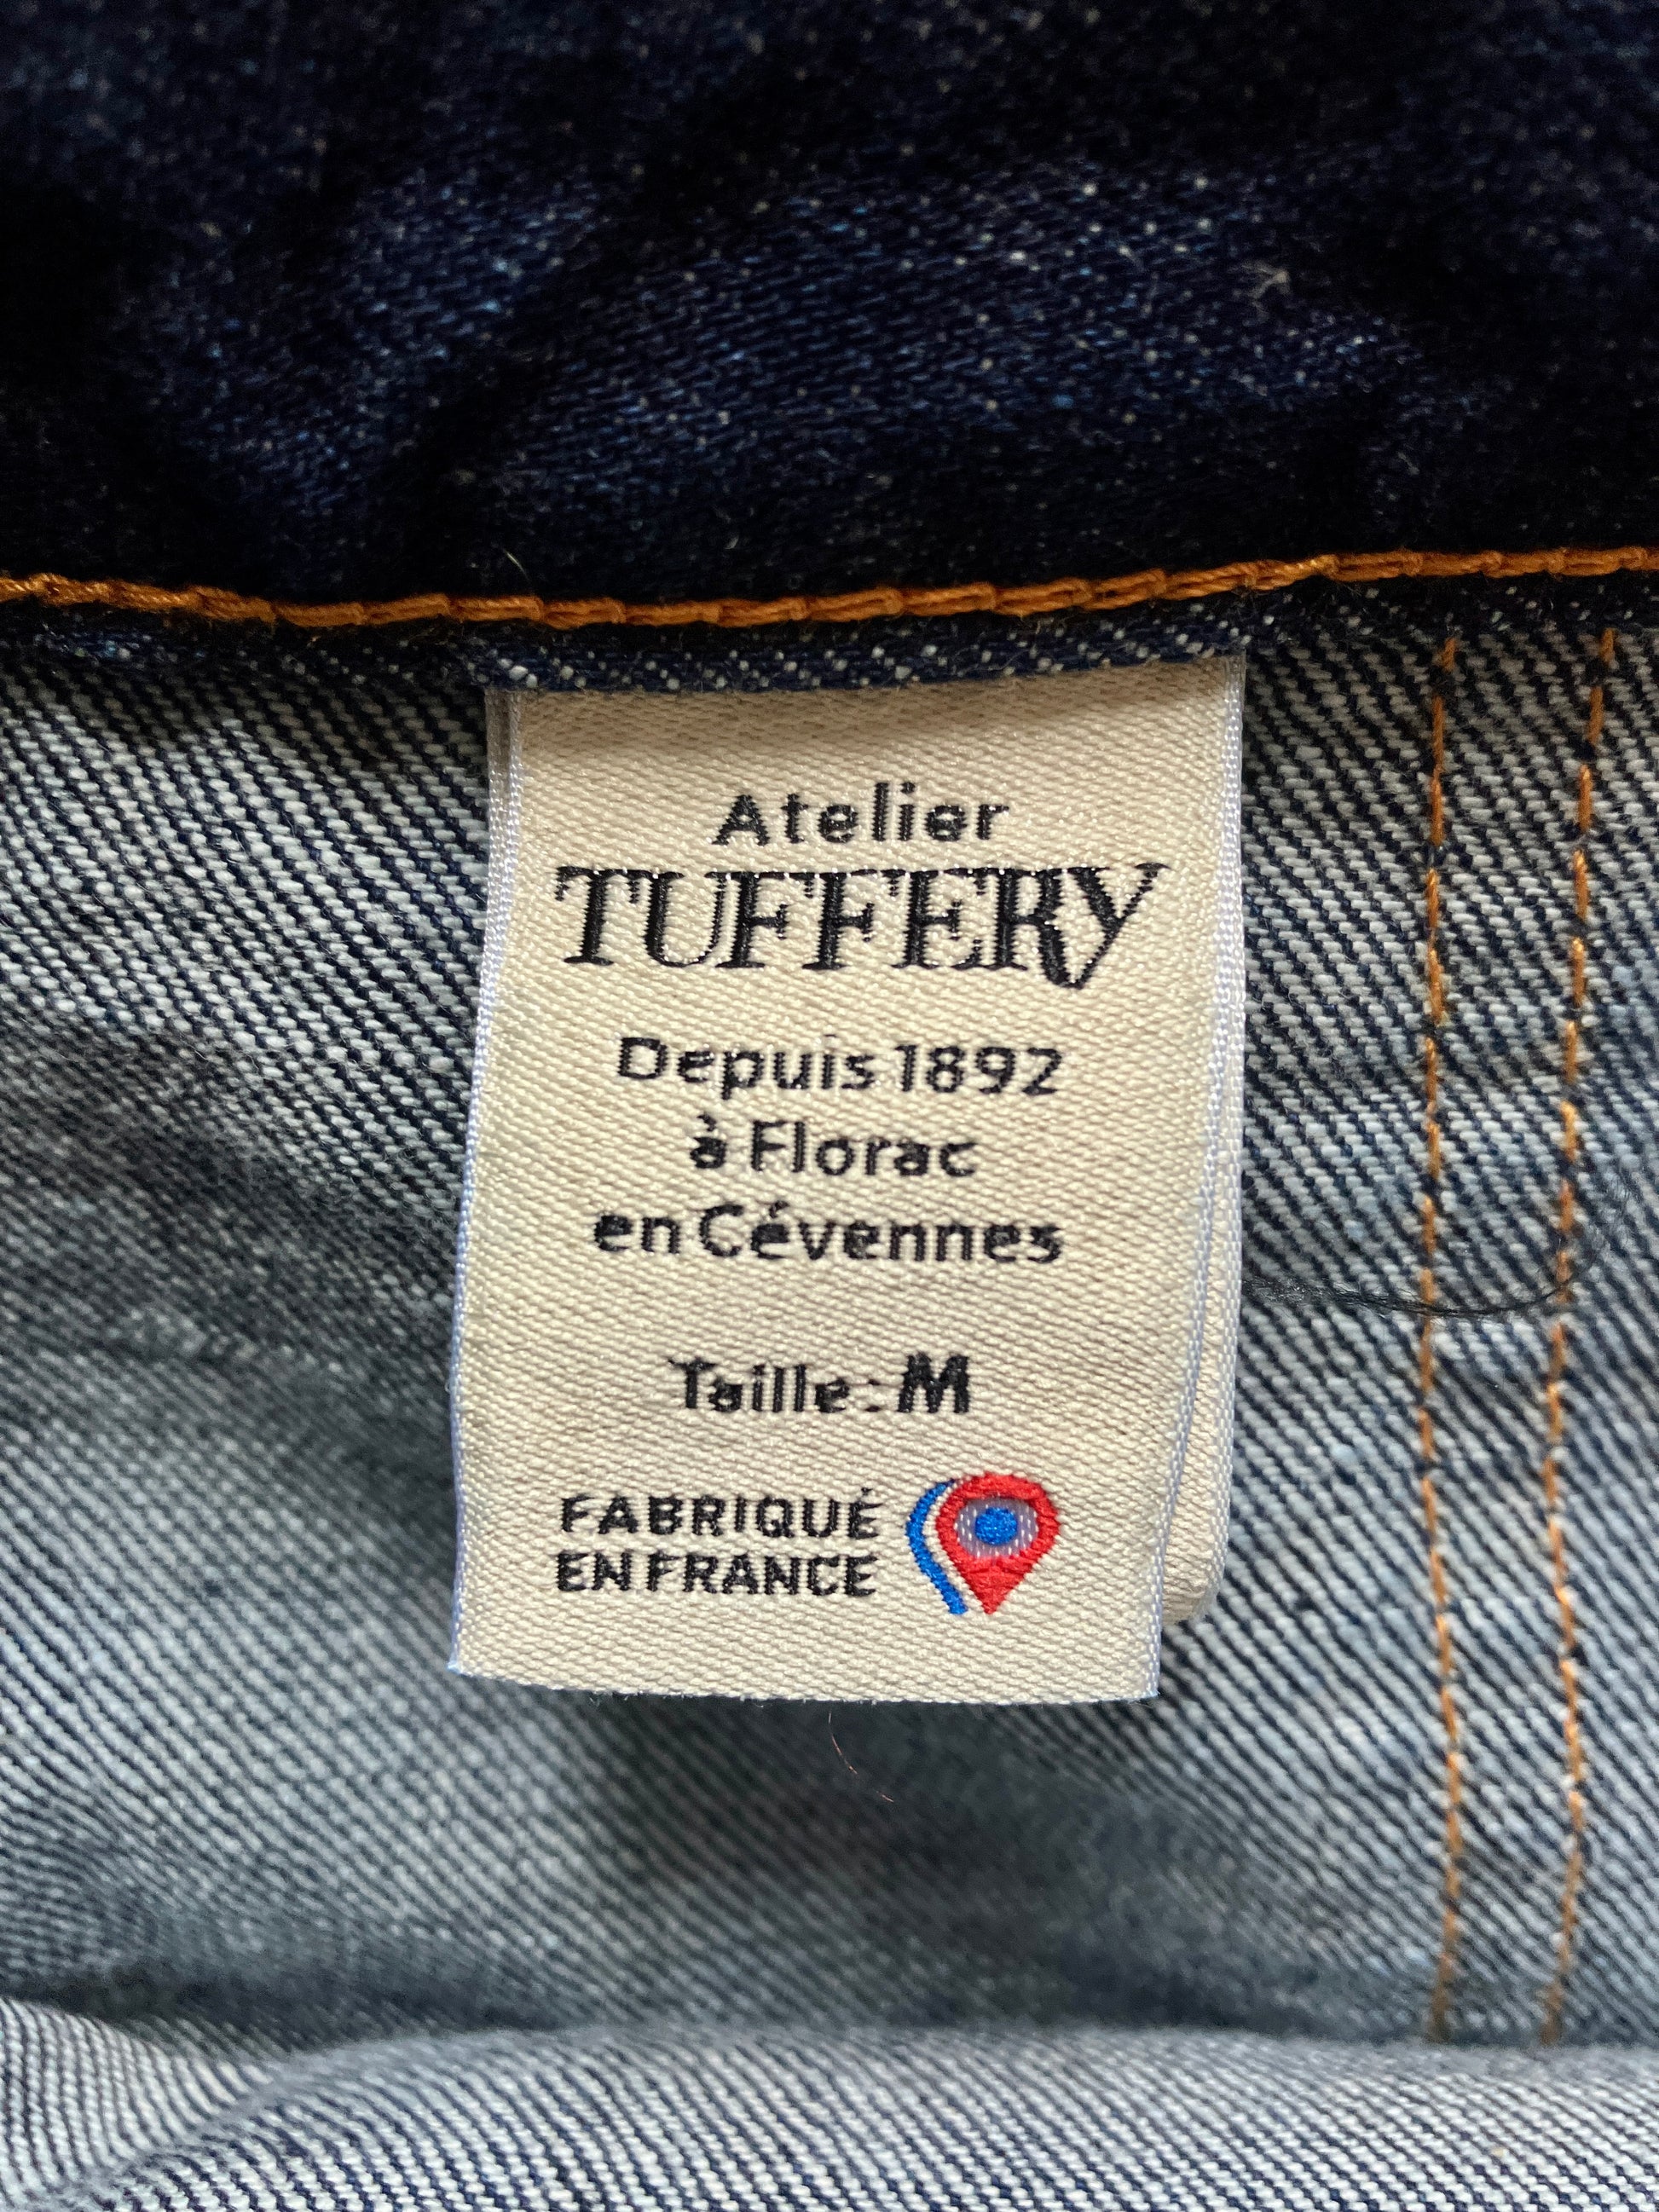 Atelier
TUFFERY
Depuis 1892
à Florac
en Cévennes
Taille : M
FABRIQUÉ
EN FRANCE